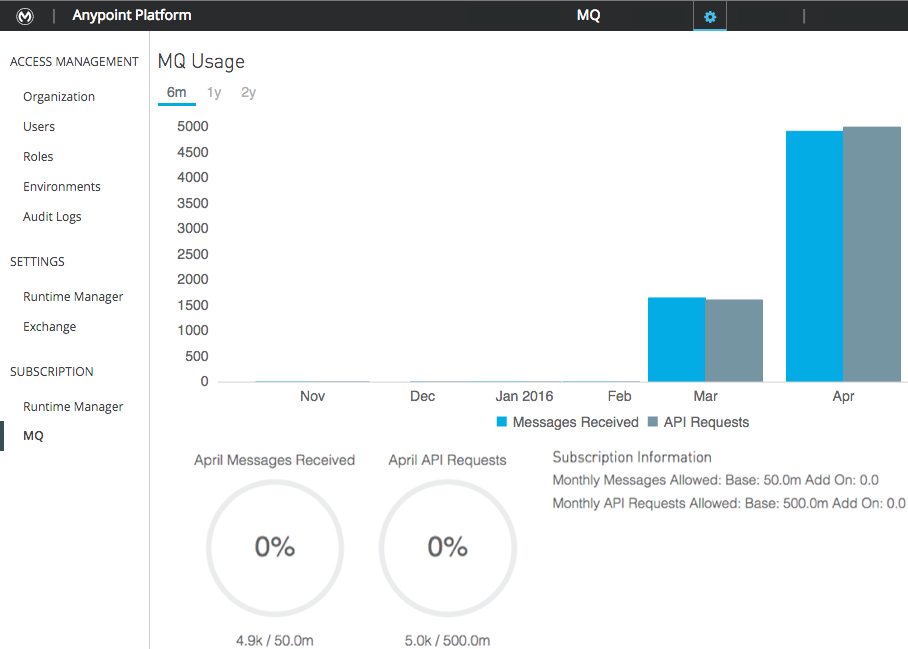 Anypoint Platform
MQ
ACCESS MANAGEMENT
Organization
Users
Roles
Environments
Audit Logs
SETTINGS
Runtime Manager
Exchange
SUBSCRIPTION
Runtime Manager
MQ
MQ Usage
6m 1y 2y
5000
4500
4000
3500
3000
2500
2000
1500
1000
500
0
Nov Dec Jan 2016 Feb Mar Apr
Messages Received API Requests
April Messages Received
0%
4.9k / 50.0m
April API Requests
0%
5.0k / 500.0m
Subscription Information
Monthly Messages Allowed: Base: 50.0m Add On: 0.0
Monthly API Requests Allowed: Base: 500.0m Add On: 0.0